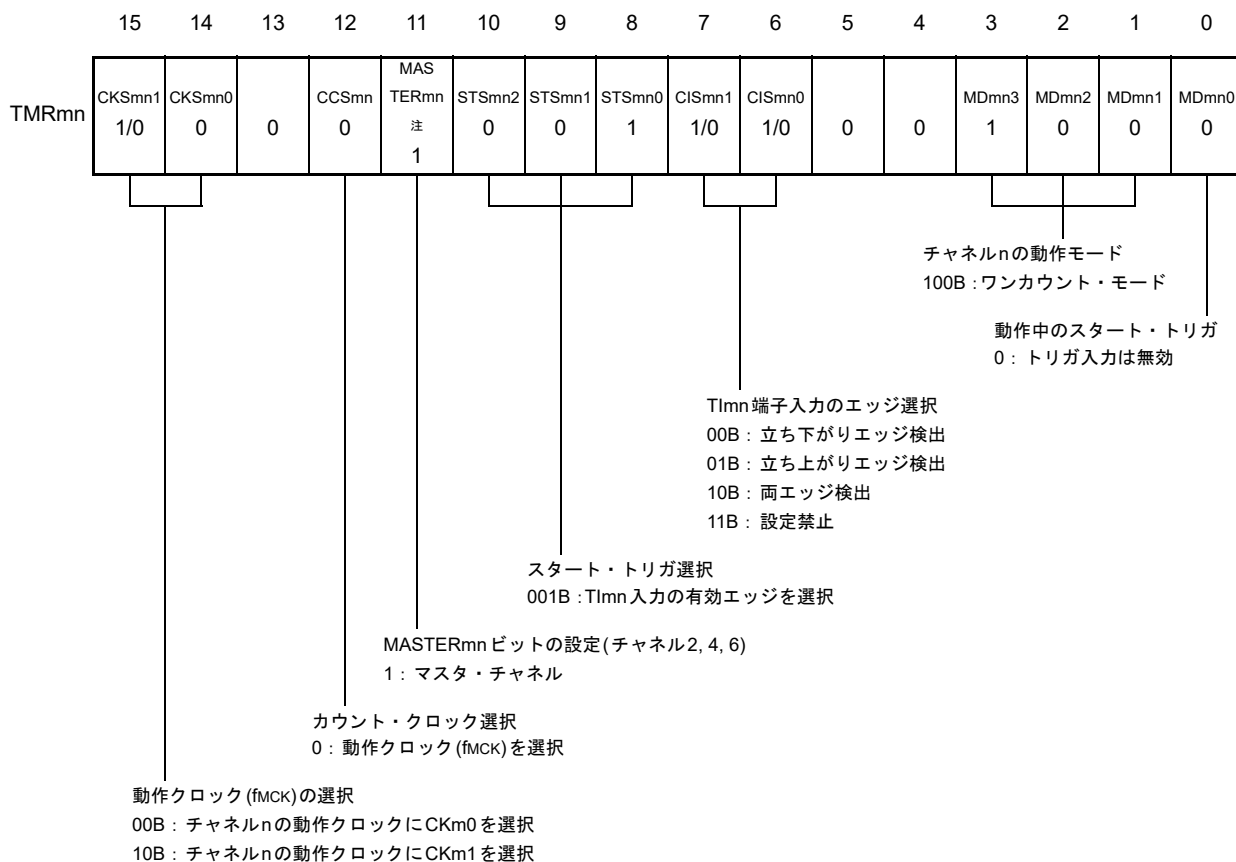 15 14 13 12 11 10 9 8 7 6 5 4 3 2 1 0
TMRmn
CKSmn1 1/0
CKSmn0 0
0
CCSmn 0
MAS
TERmn
注
1
STSmn2 0
STSmn1 0
STSmn0 1
CISmn1 1/0
CISmn0 1/0
0
0
MDmn3 1
MDmn2 0
MDmn1 0
MDmn0 0
チャネルnの動作モード
100B：ワンカウント・モード
動作中のスタート・トリガ
0：トリガ入力は無効
TImn端子入力のエッジ選択
00B：立ち下がりエッジ検出
01B：立ち上がりエッジ検出
10B：両エッジ検出
11B：設定禁止
スタート・トリガ選択
001B：TImn入力の有効エッジを選択
MASTERmnビットの設定(チャネル2, 4, 6)
1：マスタ・チャネル
カウント・クロック選択
0：動作クロック(fMCK)を選択
動作クロック(fMCK)の選択
00B：チャネルnの動作クロックにCKm0を選択
10B：チャネルnの動作クロックにCKm1を選択